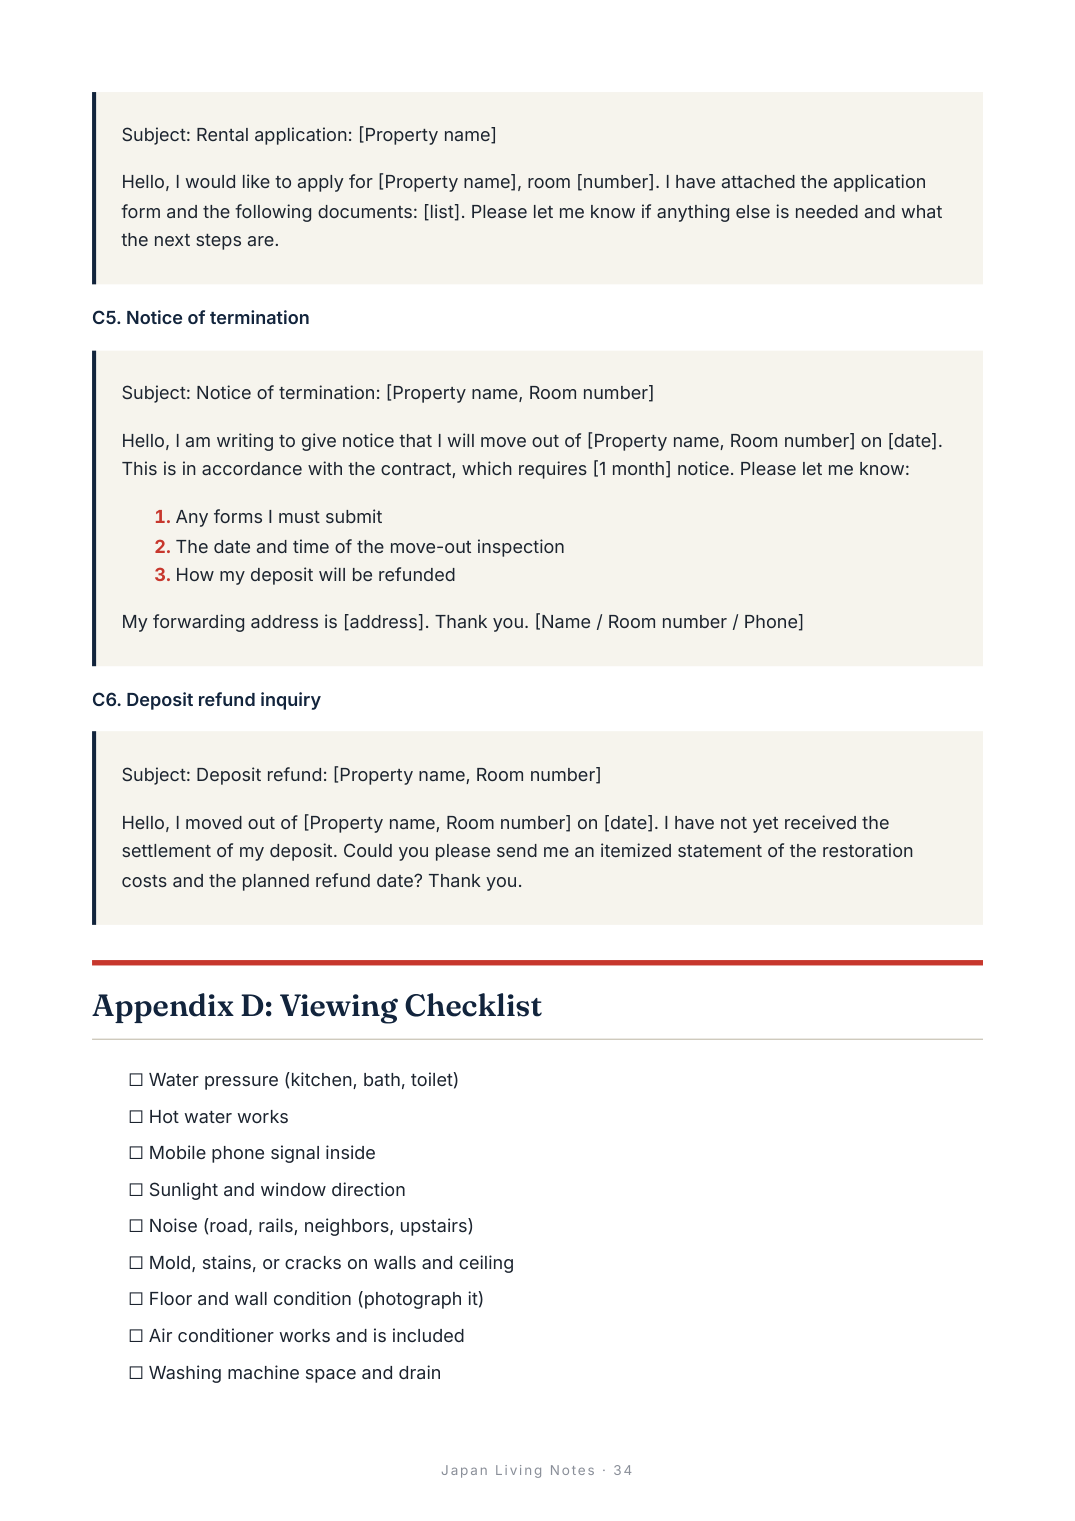 Subject: Rental application: [Property name]
Hello, I would like to apply for [Property name], room [number]. I have attached the application
form and the following documents: [list]. Please let me know if anything else is needed and what
the next steps are.
C5. Notice of termination
Subject: Notice of termination: [Property name, Room number]
Hello, I am writing to give notice that I will move out of [Property name, Room number] on [date].
This is in accordance with the contract, which requires [1 month] notice. Please let me know:
1. Any forms I must submit
2. The date and time of the move-out inspection
3. How my deposit will be refunded
My forwarding address is [address]. Thank you. [Name / Room number / Phone]
C6. Deposit refund inquiry
Subject: Deposit refund: [Property name, Room number]
Hello, I moved out of [Property name, Room number] on [date]. I have not yet received the
settlement of my deposit. Could you please send me an itemized statement of the restoration
costs and the planned refund date? Thank you.
Appendix D: Viewing Checklist
☐ Water pressure (kitchen, bath, toilet)
☐ Hot water works
☐ Mobile phone signal inside
☐ Sunlight and window direction
☐ Noise (road, rails, neighbors, upstairs)
☐ Mold, stains, or cracks on walls and ceiling
☐ Floor and wall condition (photograph it)
☐ Air conditioner works and is included
☐ Washing machine space and drain
Japan Living Notes · 34